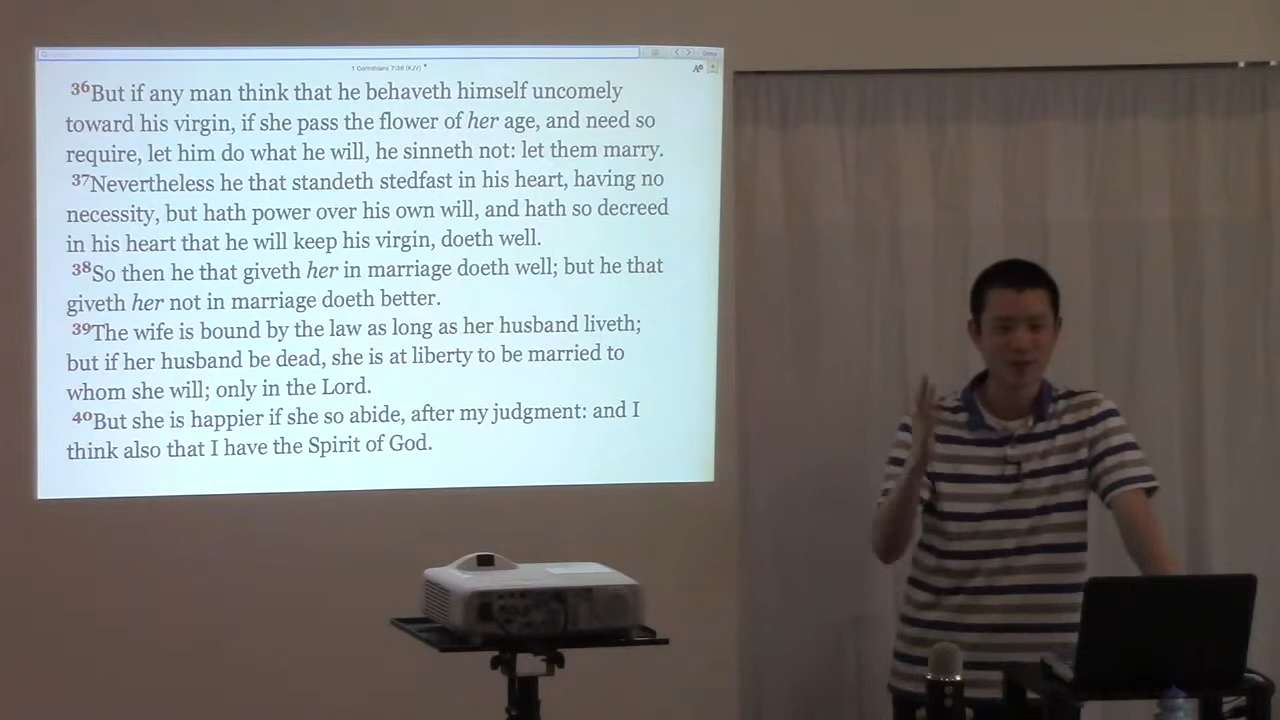 1 Corinthians 7:36 (KJV)
36But if any man think that he behaveth himself uncomely
toward his virgin, if she pass the flower of her age, and need so
require, let him do what he will, he sinneth not: let them marry.
37Nevertheless he that standeth stedfast in his heart, having no
necessity, but hath power over his own will, and hath so decreed
in his heart that he will keep his virgin, doeth well.
38So then he that giveth her in marriage doeth well; but he that
giveth her not in marriage doeth better.
39The wife is bound by the law as long as her husband liveth;
but if her husband be dead, she is at liberty to be married to
whom she will; only in the Lord.
40But she is happier if she so abide, after my judgment: and I
think also that I have the Spirit of God.